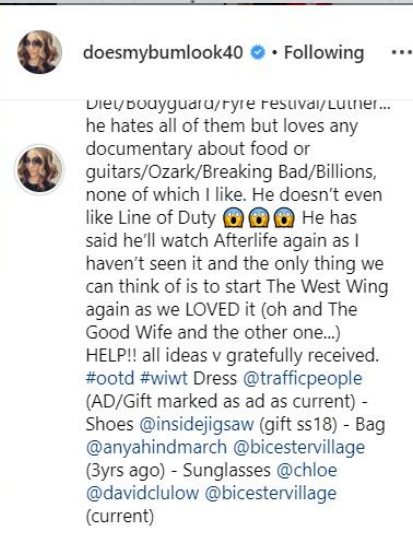 doesmybumlook40 • Following •••
Diet/Bodyguard/Fyre Festival/Luther...
he hates all of them but loves any
documentary about food or
guitars/Ozark/Breaking Bad/Billions,
none of which I like. He doesn't even
like Line of Duty 😱😱😱 He has
said he'll watch Afterlife again as I
haven't seen it and the only thing we
can think of is to start The West Wing
again as we LOVED it (oh and The
Good Wife and the other one...)
HELP!! all ideas v gratefully received.
#ootd #wiwt Dress @trafficpeople
(AD/Gift marked as ad as current) -
Shoes @insidejigsaw (gift ss18) - Bag
@anyahindmarch @bicestervillage
(3yrs ago) - Sunglasses @chloe
@davidclulow @bicestervillage
(current)